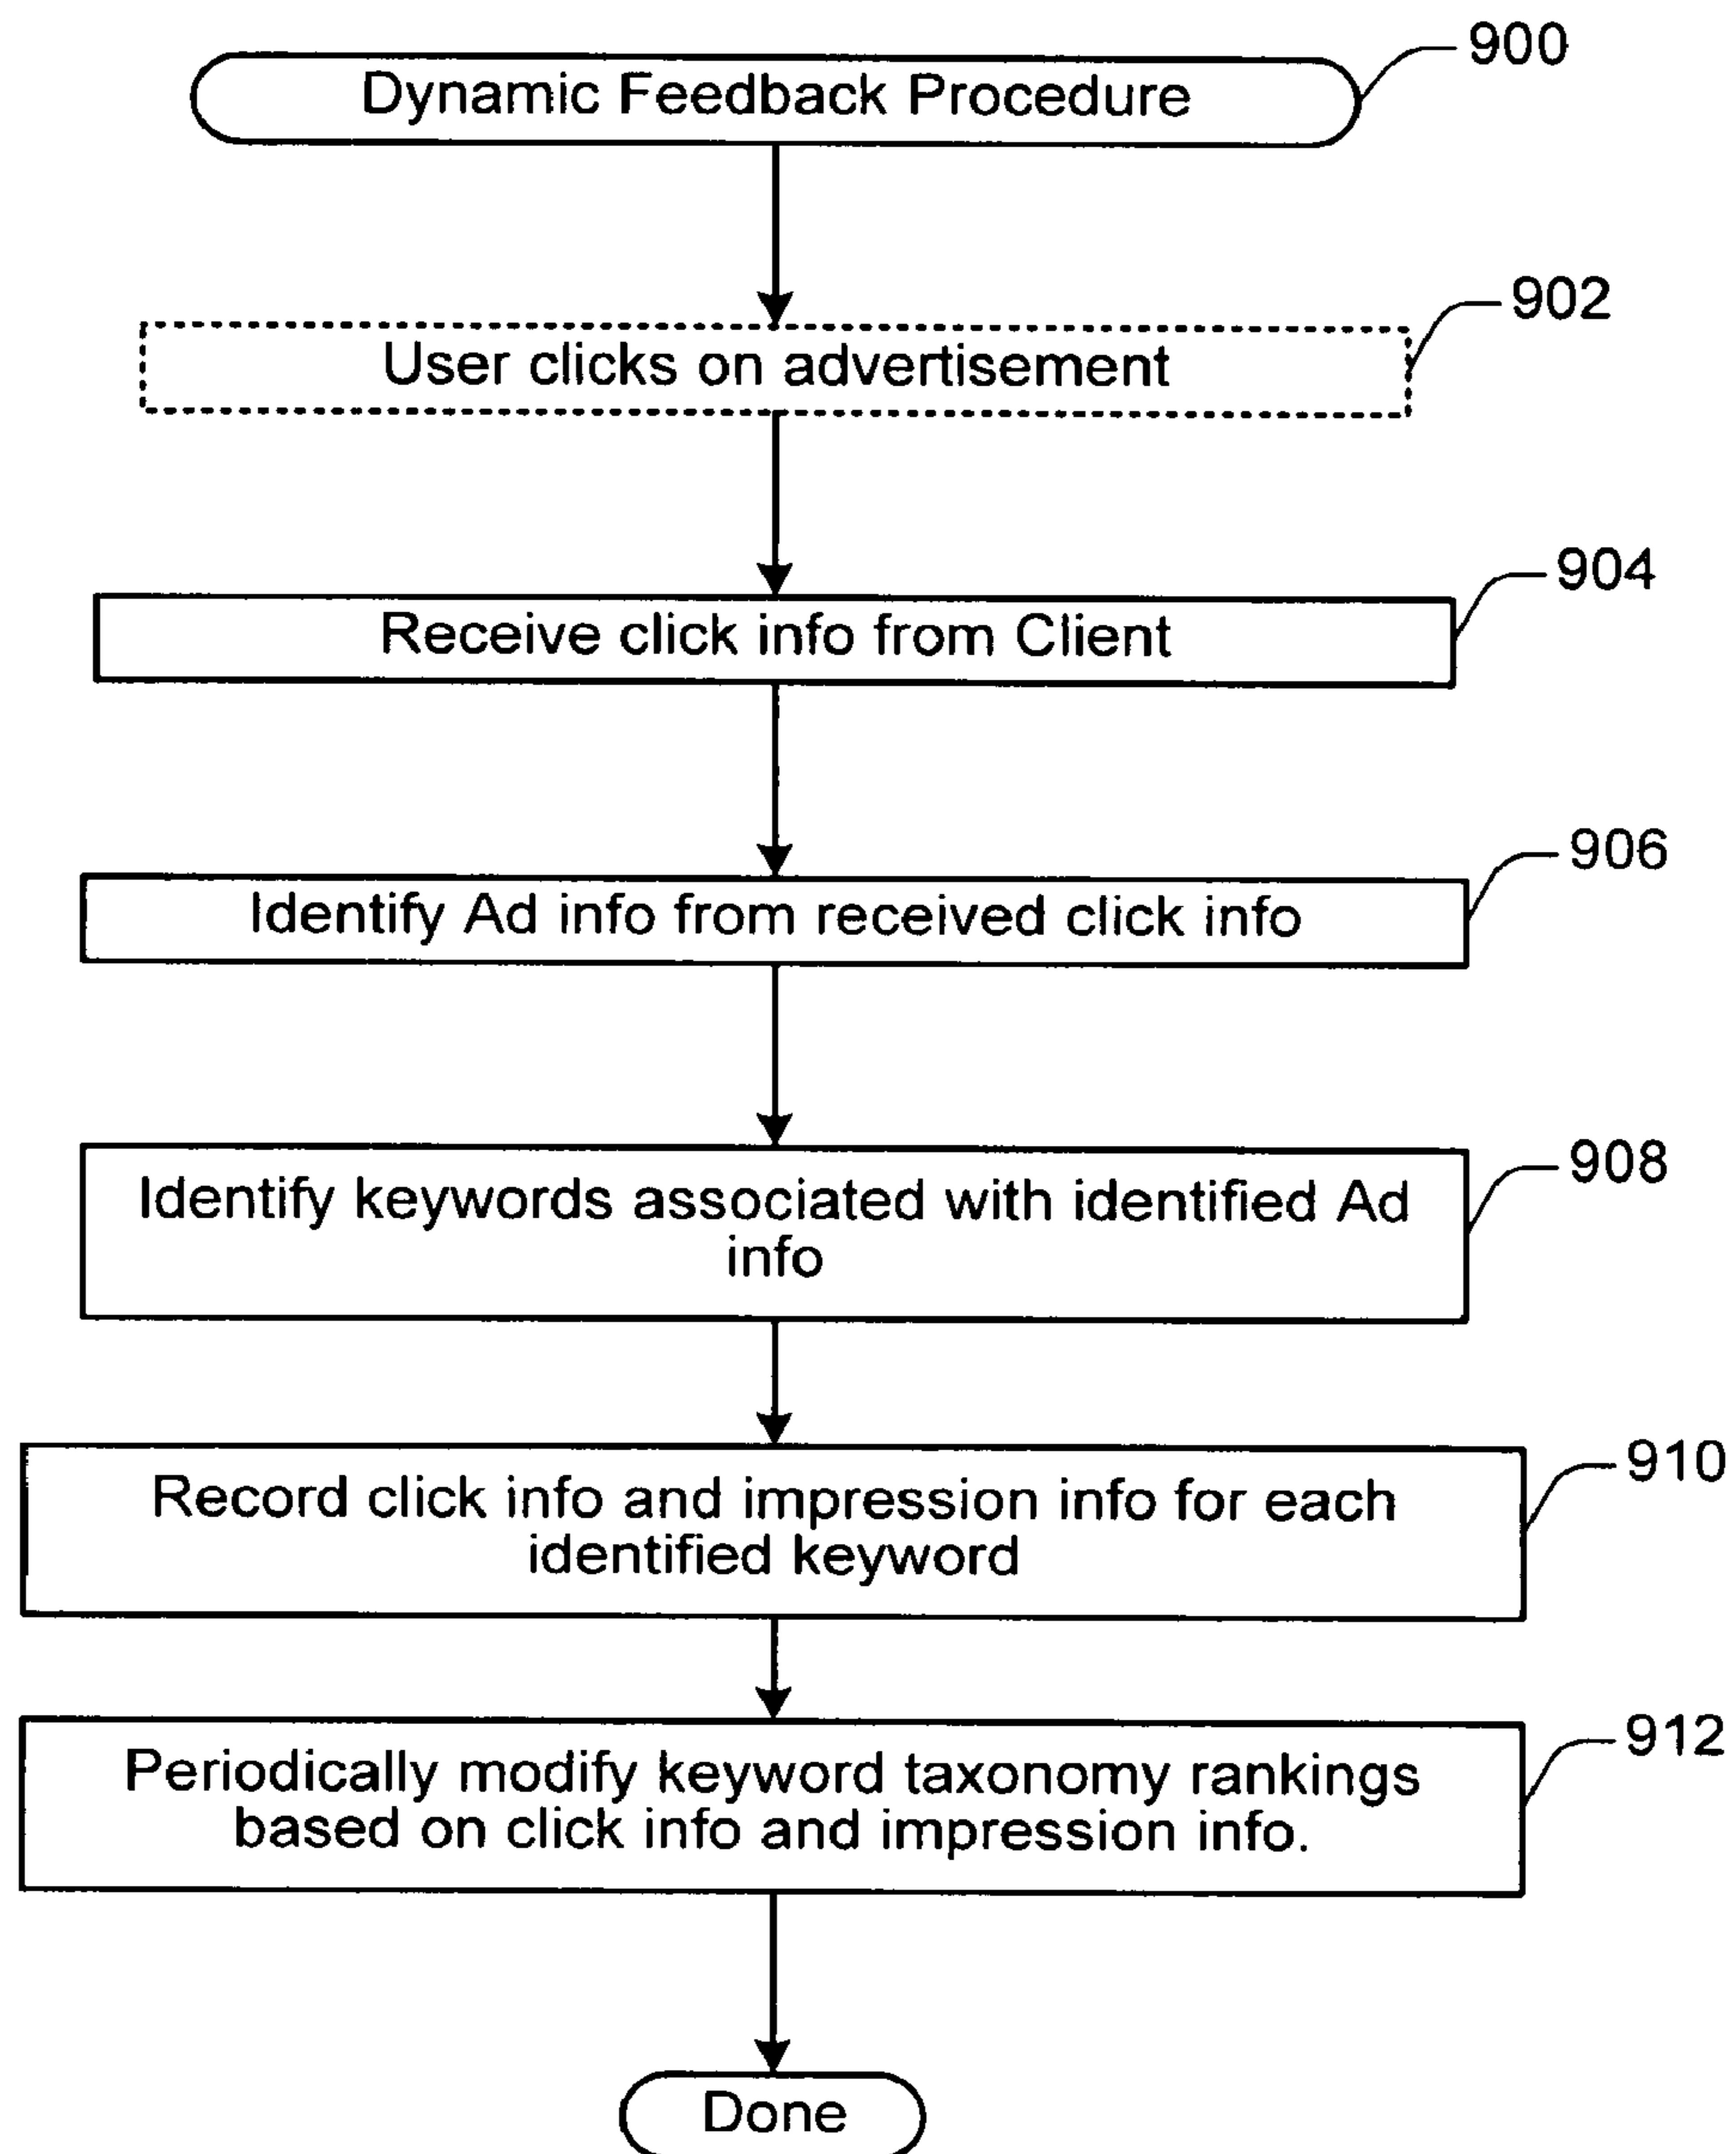 900
Dynamic Feedback Procedure
902
User clicks on advertisement
904
Receive click info from Client
906
Identify Ad info from received click info
908
Identify keywords associated with identified Ad
info
910
Record click info and impression info for each
identified keyword
912
Periodically modify keyword taxonomy rankings
based on click info and impression info.
Done